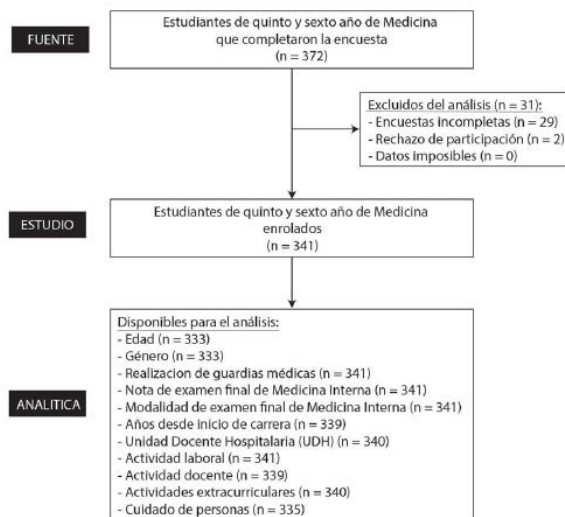 FUENTE
Estudiantes de quinto y sexto año de Medicina
que completaron la encuesta
(n = 372)
Excluidos del análisis (n = 31):
- Encuestas incompletas (n = 29)
- Rechazo de participación (n = 2)
- Datos imposibles (n = 0)
ESTUDIO
Estudiantes de quinto y sexto año de Medicina
enrolados
(n = 341)
ANALITICA
Disponibles para el análisis:
- Edad (n = 333)
- Género (n = 333)
- Realizacion de guardias médicas (n = 341)
- Nota de examen final de Medicina Interna (n = 341)
- Modalidad de examen final de Medicina Interna (n = 341)
- Años desde inicio de carrera (n = 339)
- Unidad Docente Hospitalaria (UDH) (n = 340)
- Actividad laboral (n = 341)
- Actividad docente (n = 339)
- Actividades extracurriculares (n = 340)
- Cuidado de personas (n = 335)